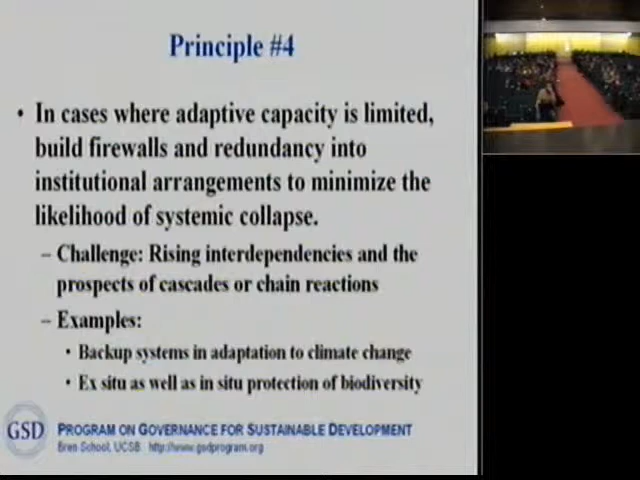 Principle #4
• In cases where adaptive capacity is limited,
build firewalls and redundancy into
institutional arrangements to minimize the
likelihood of systemic collapse.
– Challenge: Rising interdependencies and the
prospects of cascades or chain reactions
– Examples:
• Backup systems in adaptation to climate change
• Ex situ as well as in situ protection of biodiversity
GSD PROGRAM ON GOVERNANCE FOR SUSTAINABLE DEVELOPMENT
Bren School, UCSB http://www.gsdprogram.org